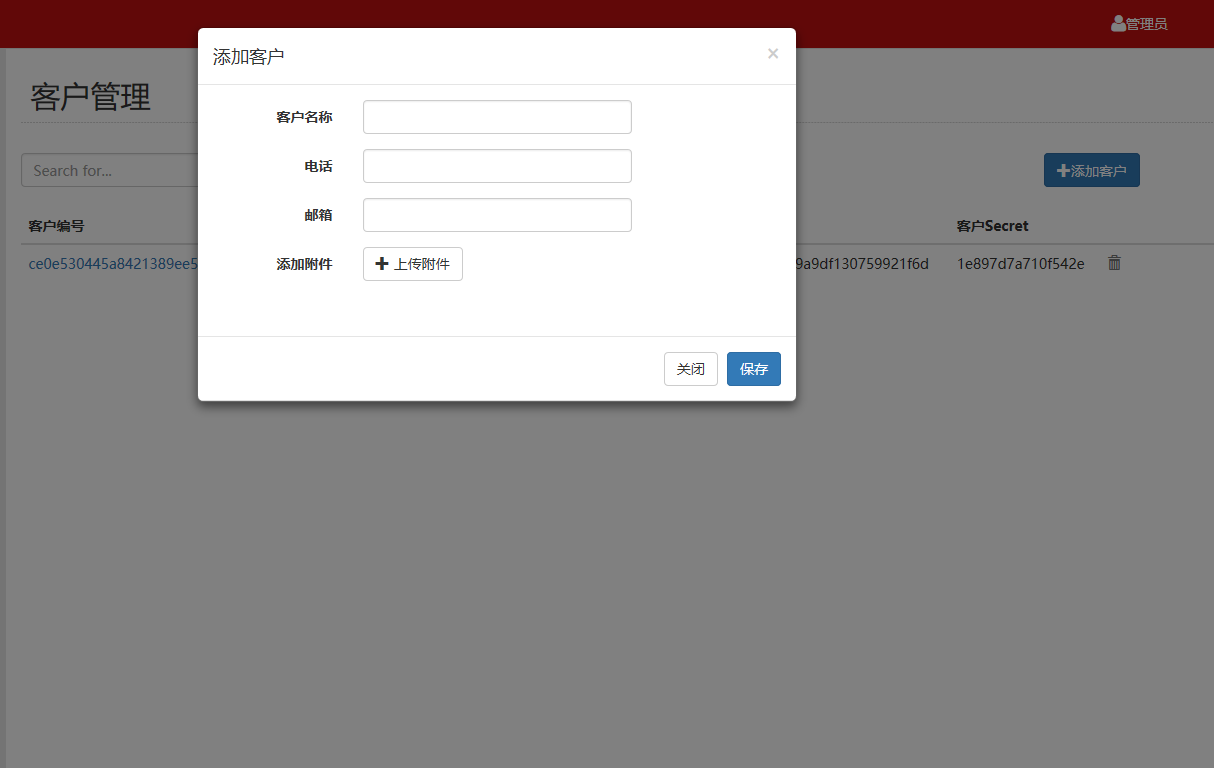 管理员
添加客户
×
客户管理
客户名称
电话
Search for...
添加客户
邮箱
客户编号
客户Secret
添加附件
上传附件
ce0e530445a8421389ee5
9a9df130759921f6d
1e897d7a710f542e
关闭
保存